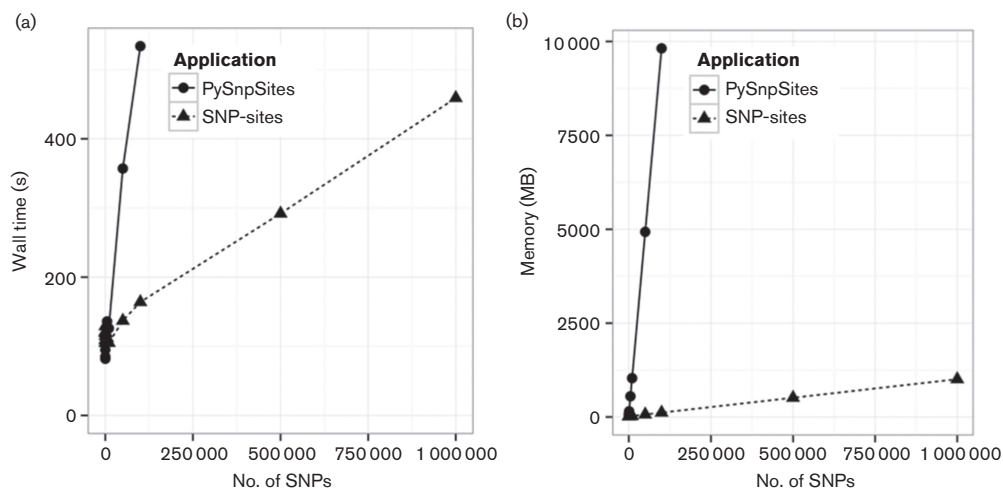 (a)
Application
PySnpSites
SNP-sites
400
200
0
Wall time (s)
0 250 000 500 000 750 000 1 000 000
No. of SNPs
(b)
Application
PySnpSites
SNP-sites
10 000
7500
5000
2500
0
Memory (MB)
0 250 000 500 000 750 000 1 000 000
No. of SNPs